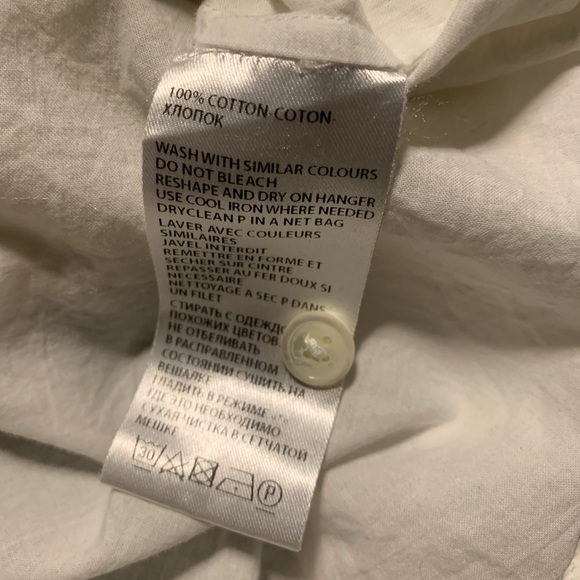 100% COTTON-COTON-
ХЛОПОК
WASH WITH SIMILAR COLOURS
DO NOT BLEACH
RESHAPE AND DRY ON HANGER
USE COOL IRON WHERE NEEDED
DRYCLEAN P IN A NET BAG
LAVER AVEC COULEURS
SIMILAIRES
JAVEL INTERDIT
REMETTRE EN FORME ET
SECHER SUR CINTRE
REPASSER AU FER DOUX SI
NECESSAIRE
NETTOYAGE A SEC P DANS
UN FILET
СТИРАТЬ С
ПОХОЖИХ ЦВЕТОВ
НЕ ОТБЕЛИВАТЬ
В РАСПРАВЛЕННОМ
СОСТОЯНИИ СУШИТЬ НА
ВЕШАЛКЕ
ГЛАДИТЬ В РЕЖИМЕ
ГДЕ ЭТО НЕОБХОДИМО
СУХАЯ ЧИСТКА В СЕТЧАТОЙ
МЕШКЕ
30 P